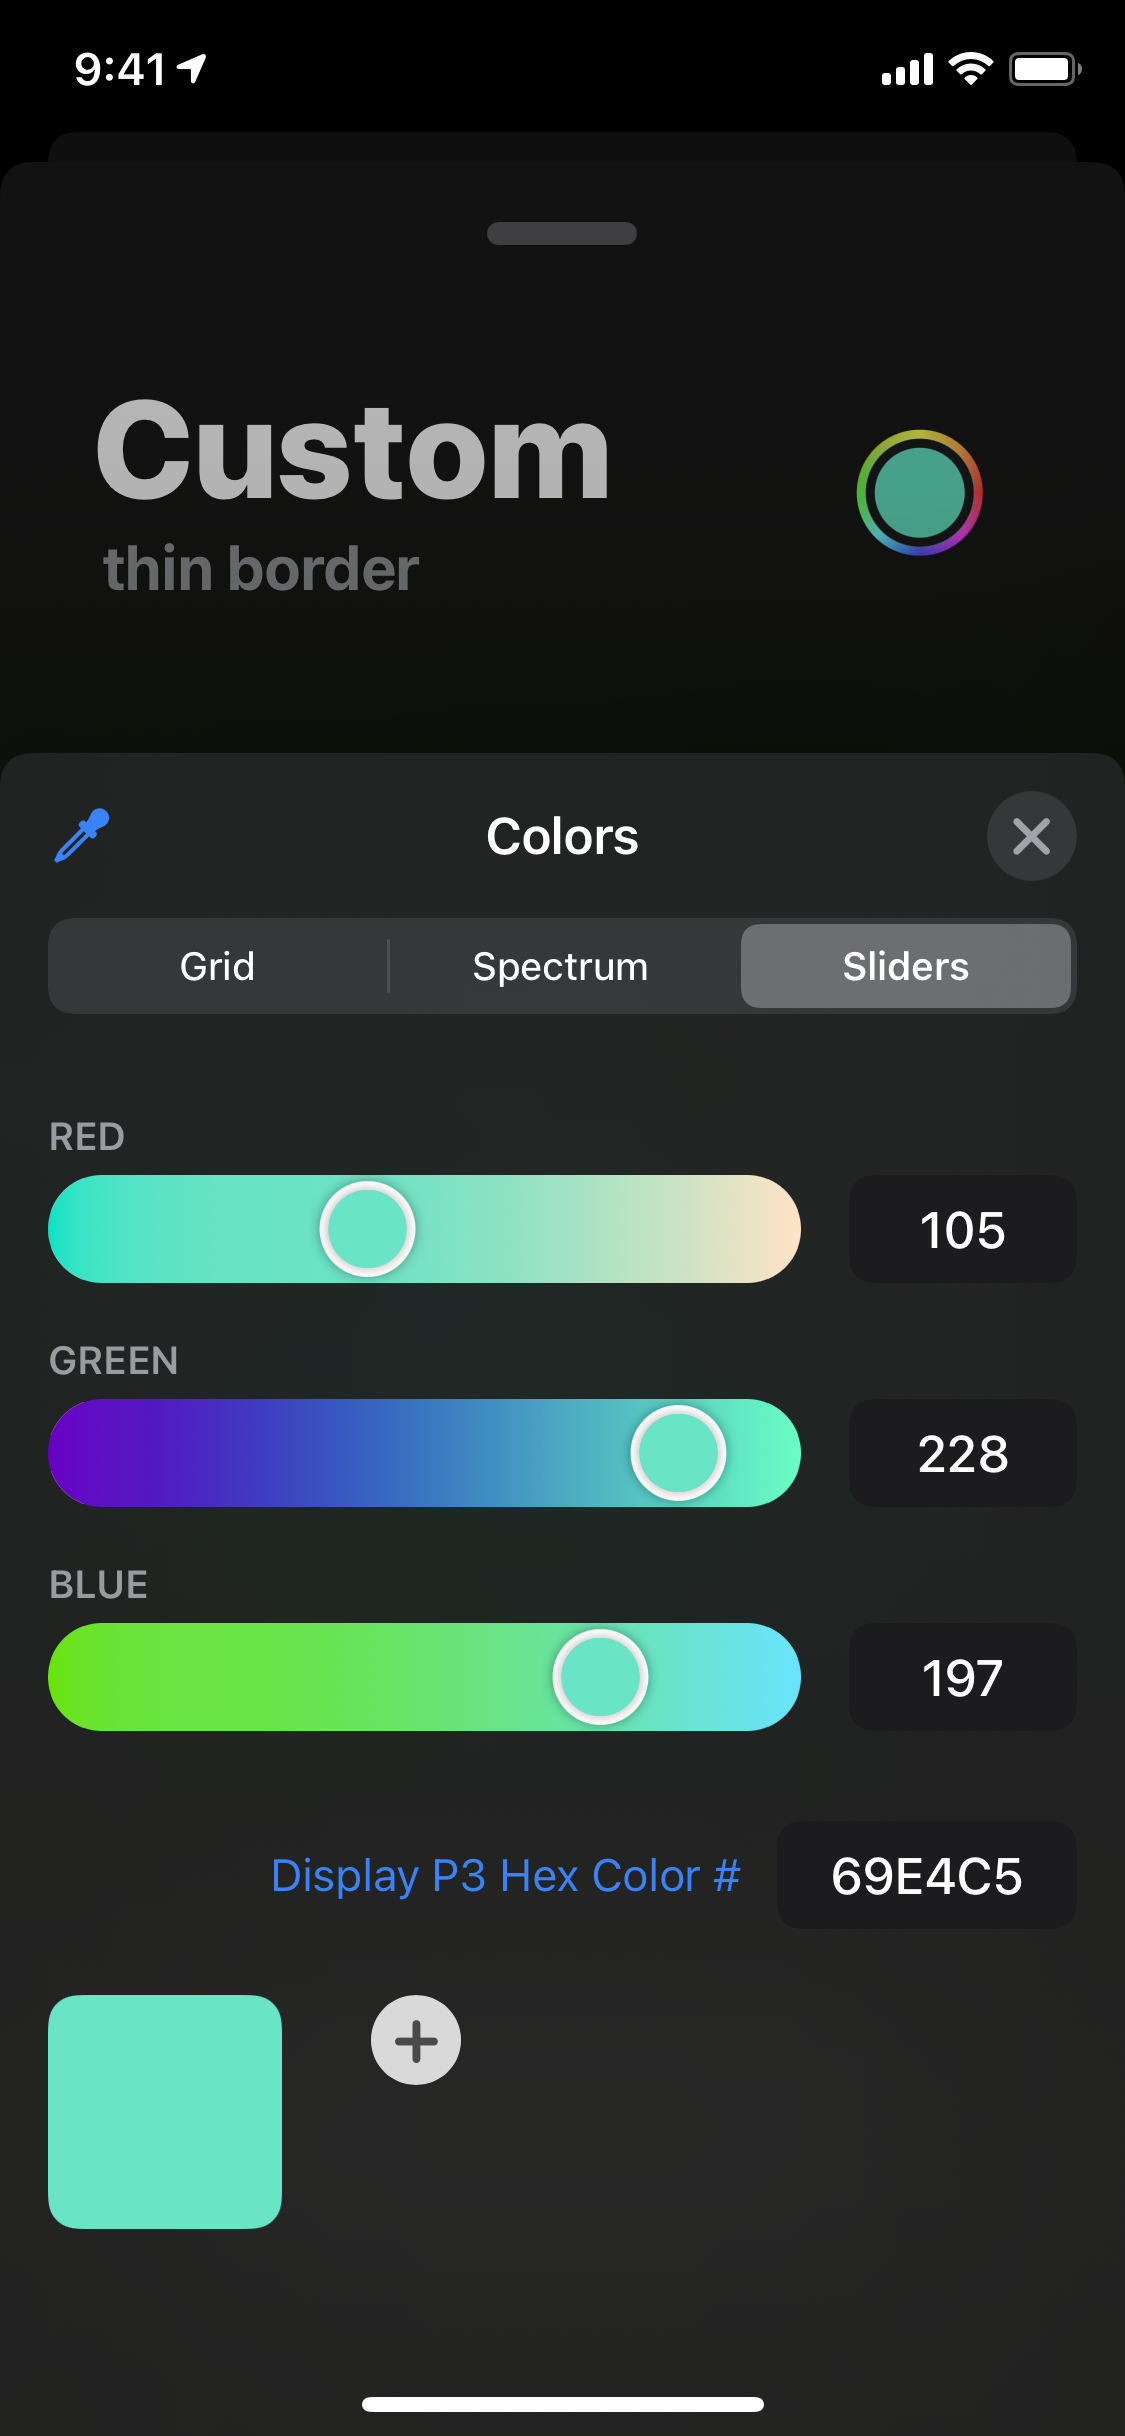 9:41
Custom
thin border
Colors
Grid Spectrum Sliders
RED
105
GREEN
228
BLUE
197
Display P3 Hex Color # 69E4C5